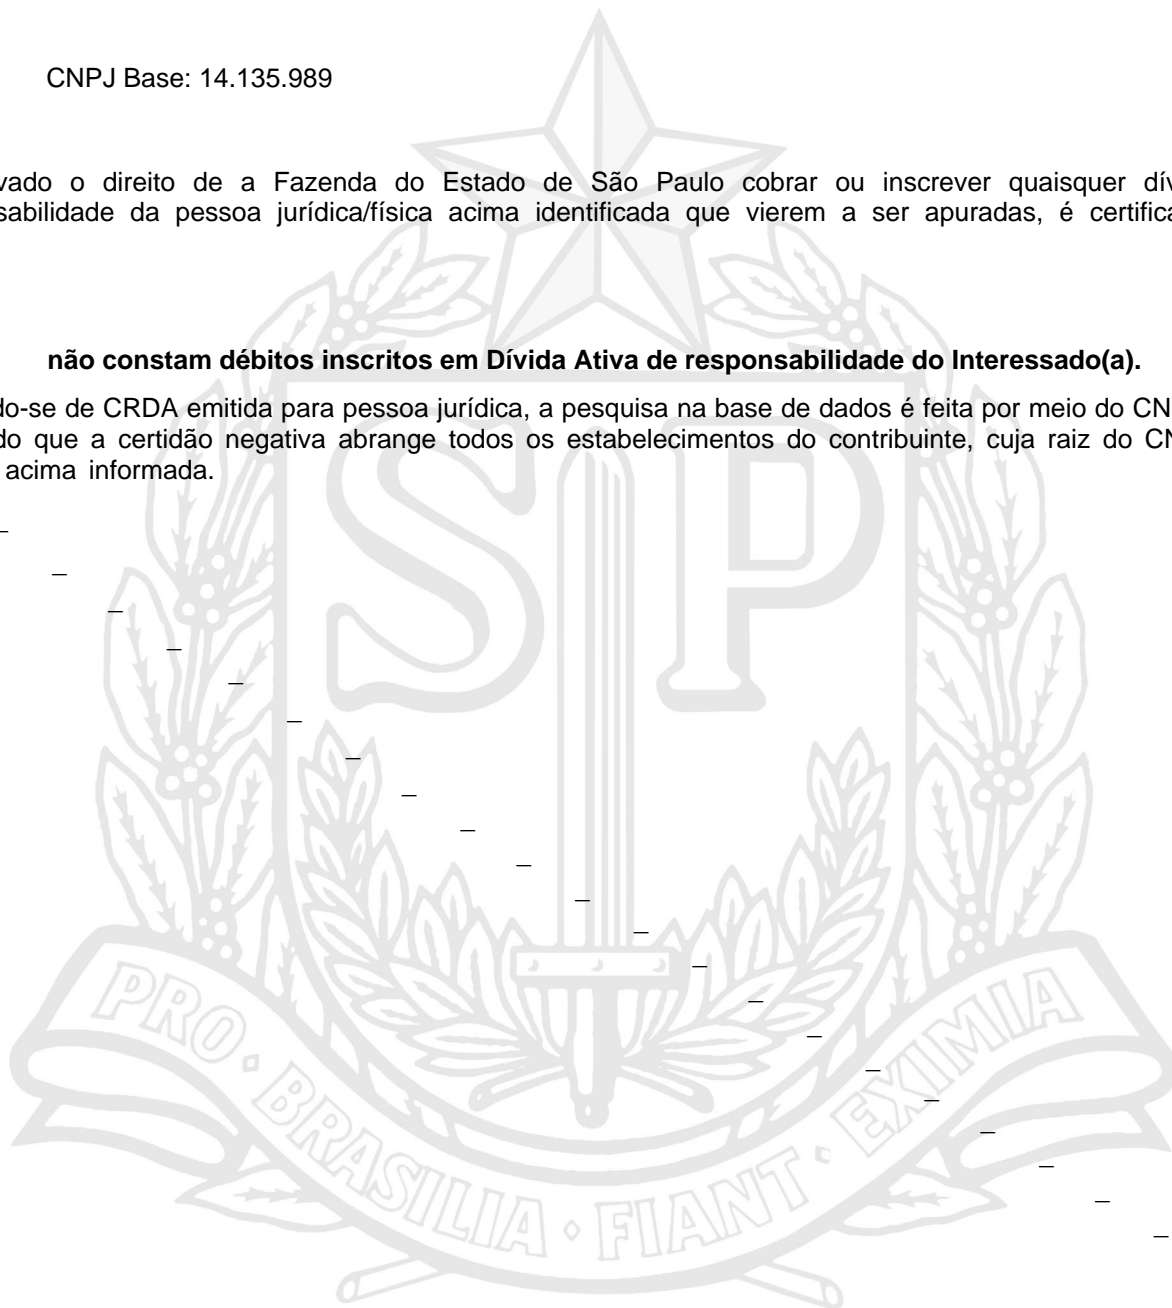 CNPJ Base: 14.135.989
vado o direito de a Fazenda do Estado de São Paulo cobrar ou inscrever quaisquer dív
sabilidade da pessoa jurídica/física acima identificada que vierem a ser apuradas, é certifica
não constam débitos inscritos em Dívida Ativa de responsabilidade do Interessado(a).
do-se de CRDA emitida para pessoa jurídica, a pesquisa na base de dados é feita por meio do CN
do que a certidão negativa abrange todos os estabelecimentos do contribuinte, cuja raiz do CN
acima informada.
SP
PRO · BRASILIA · FIANT · EXIMIA